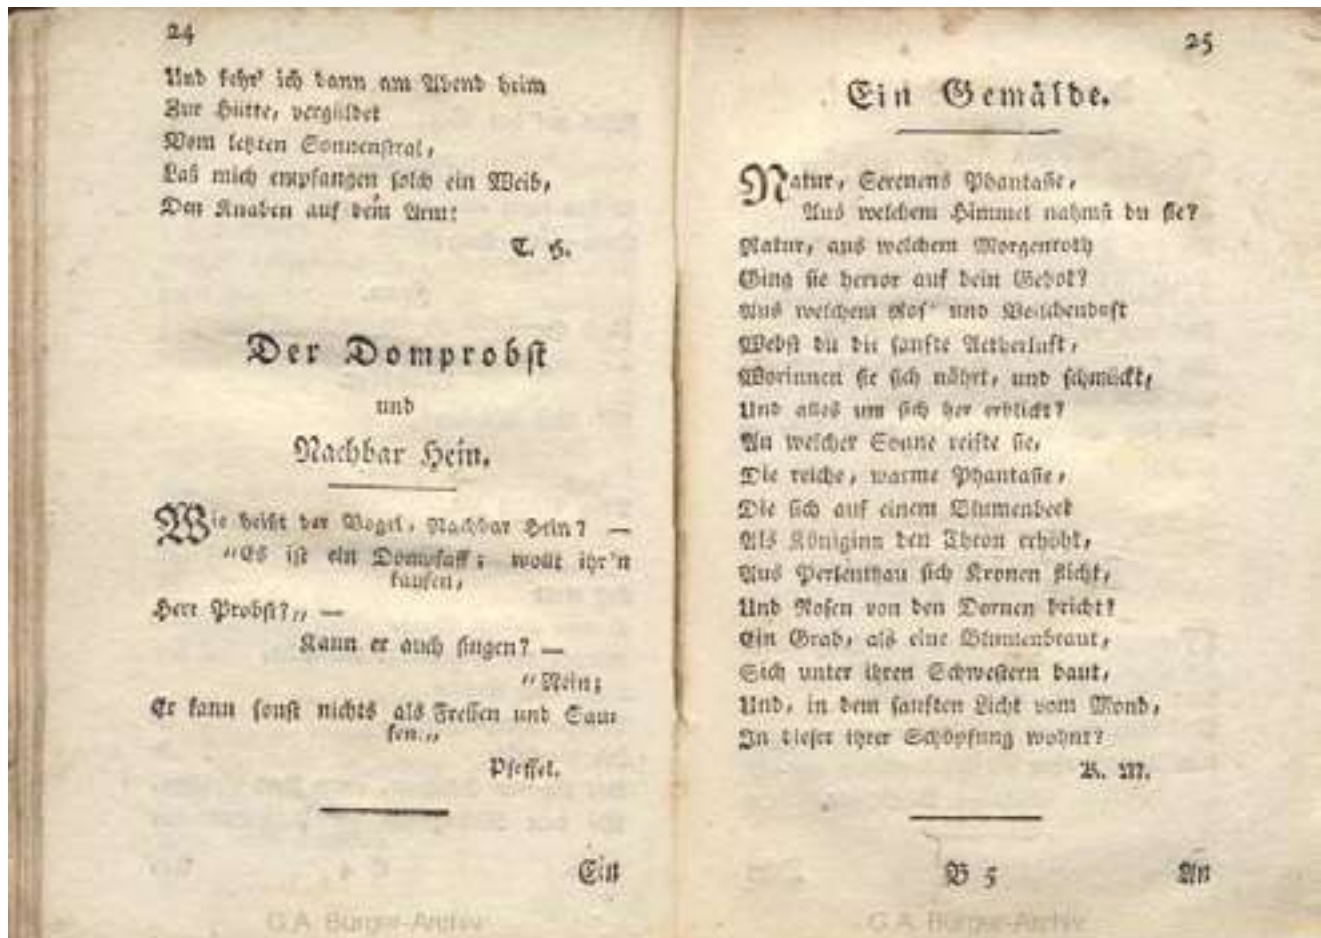 24
Und kehr' ich dann am Abend heim
Zur Hütte, vergüldet
Vom letzten Sonnenstral,
Laß mich empfangen solch ein Weib,
Den Knaben auf dem Arm!
T. H.
Der Domprobst
und
Nachbar Hein.
Wie heißt der Vogel, Nachbar Hein? —
"Es ist ein Dompfaff; wollt ihr'n
kaufen,
Herr Probst?„ —
Kann er auch singen? —
"Nein;
Er kann sonst nichts als Fressen und Sau-
fen.„
Pfeffel.
Ein
G.A. Bürger-Archiv
25
Ein Gemälde.
Natur, Serenens Phantasie,
Aus welchem Himmel nahmst du sie?
Natur, aus welchem Morgenroth
Ging sie hervor auf dein Gebot?
Aus welchem Ros' und Veilchenduft
Webst du die sanfte Aetherluft,
Worinnen sie sich nährt, und schmückt,
Und alles um sich her erblickt?
An welcher Sonne reifte sie,
Die reiche, warme Phantasie,
Die sich auf einem Blumenbeet
Als Königinn den Thron erhöht,
Aus Perlenthau sich Kronen flicht,
Und Rosen von den Dornen bricht?
Ein Grab, als eine Blumenbraut,
Sich unter ihren Schwestern baut,
Und, in dem sanften Licht vom Mond,
In dieser ihrer Schöpfung wohnt?
K. M.
B 5
An
G.A. Bürger-Archiv